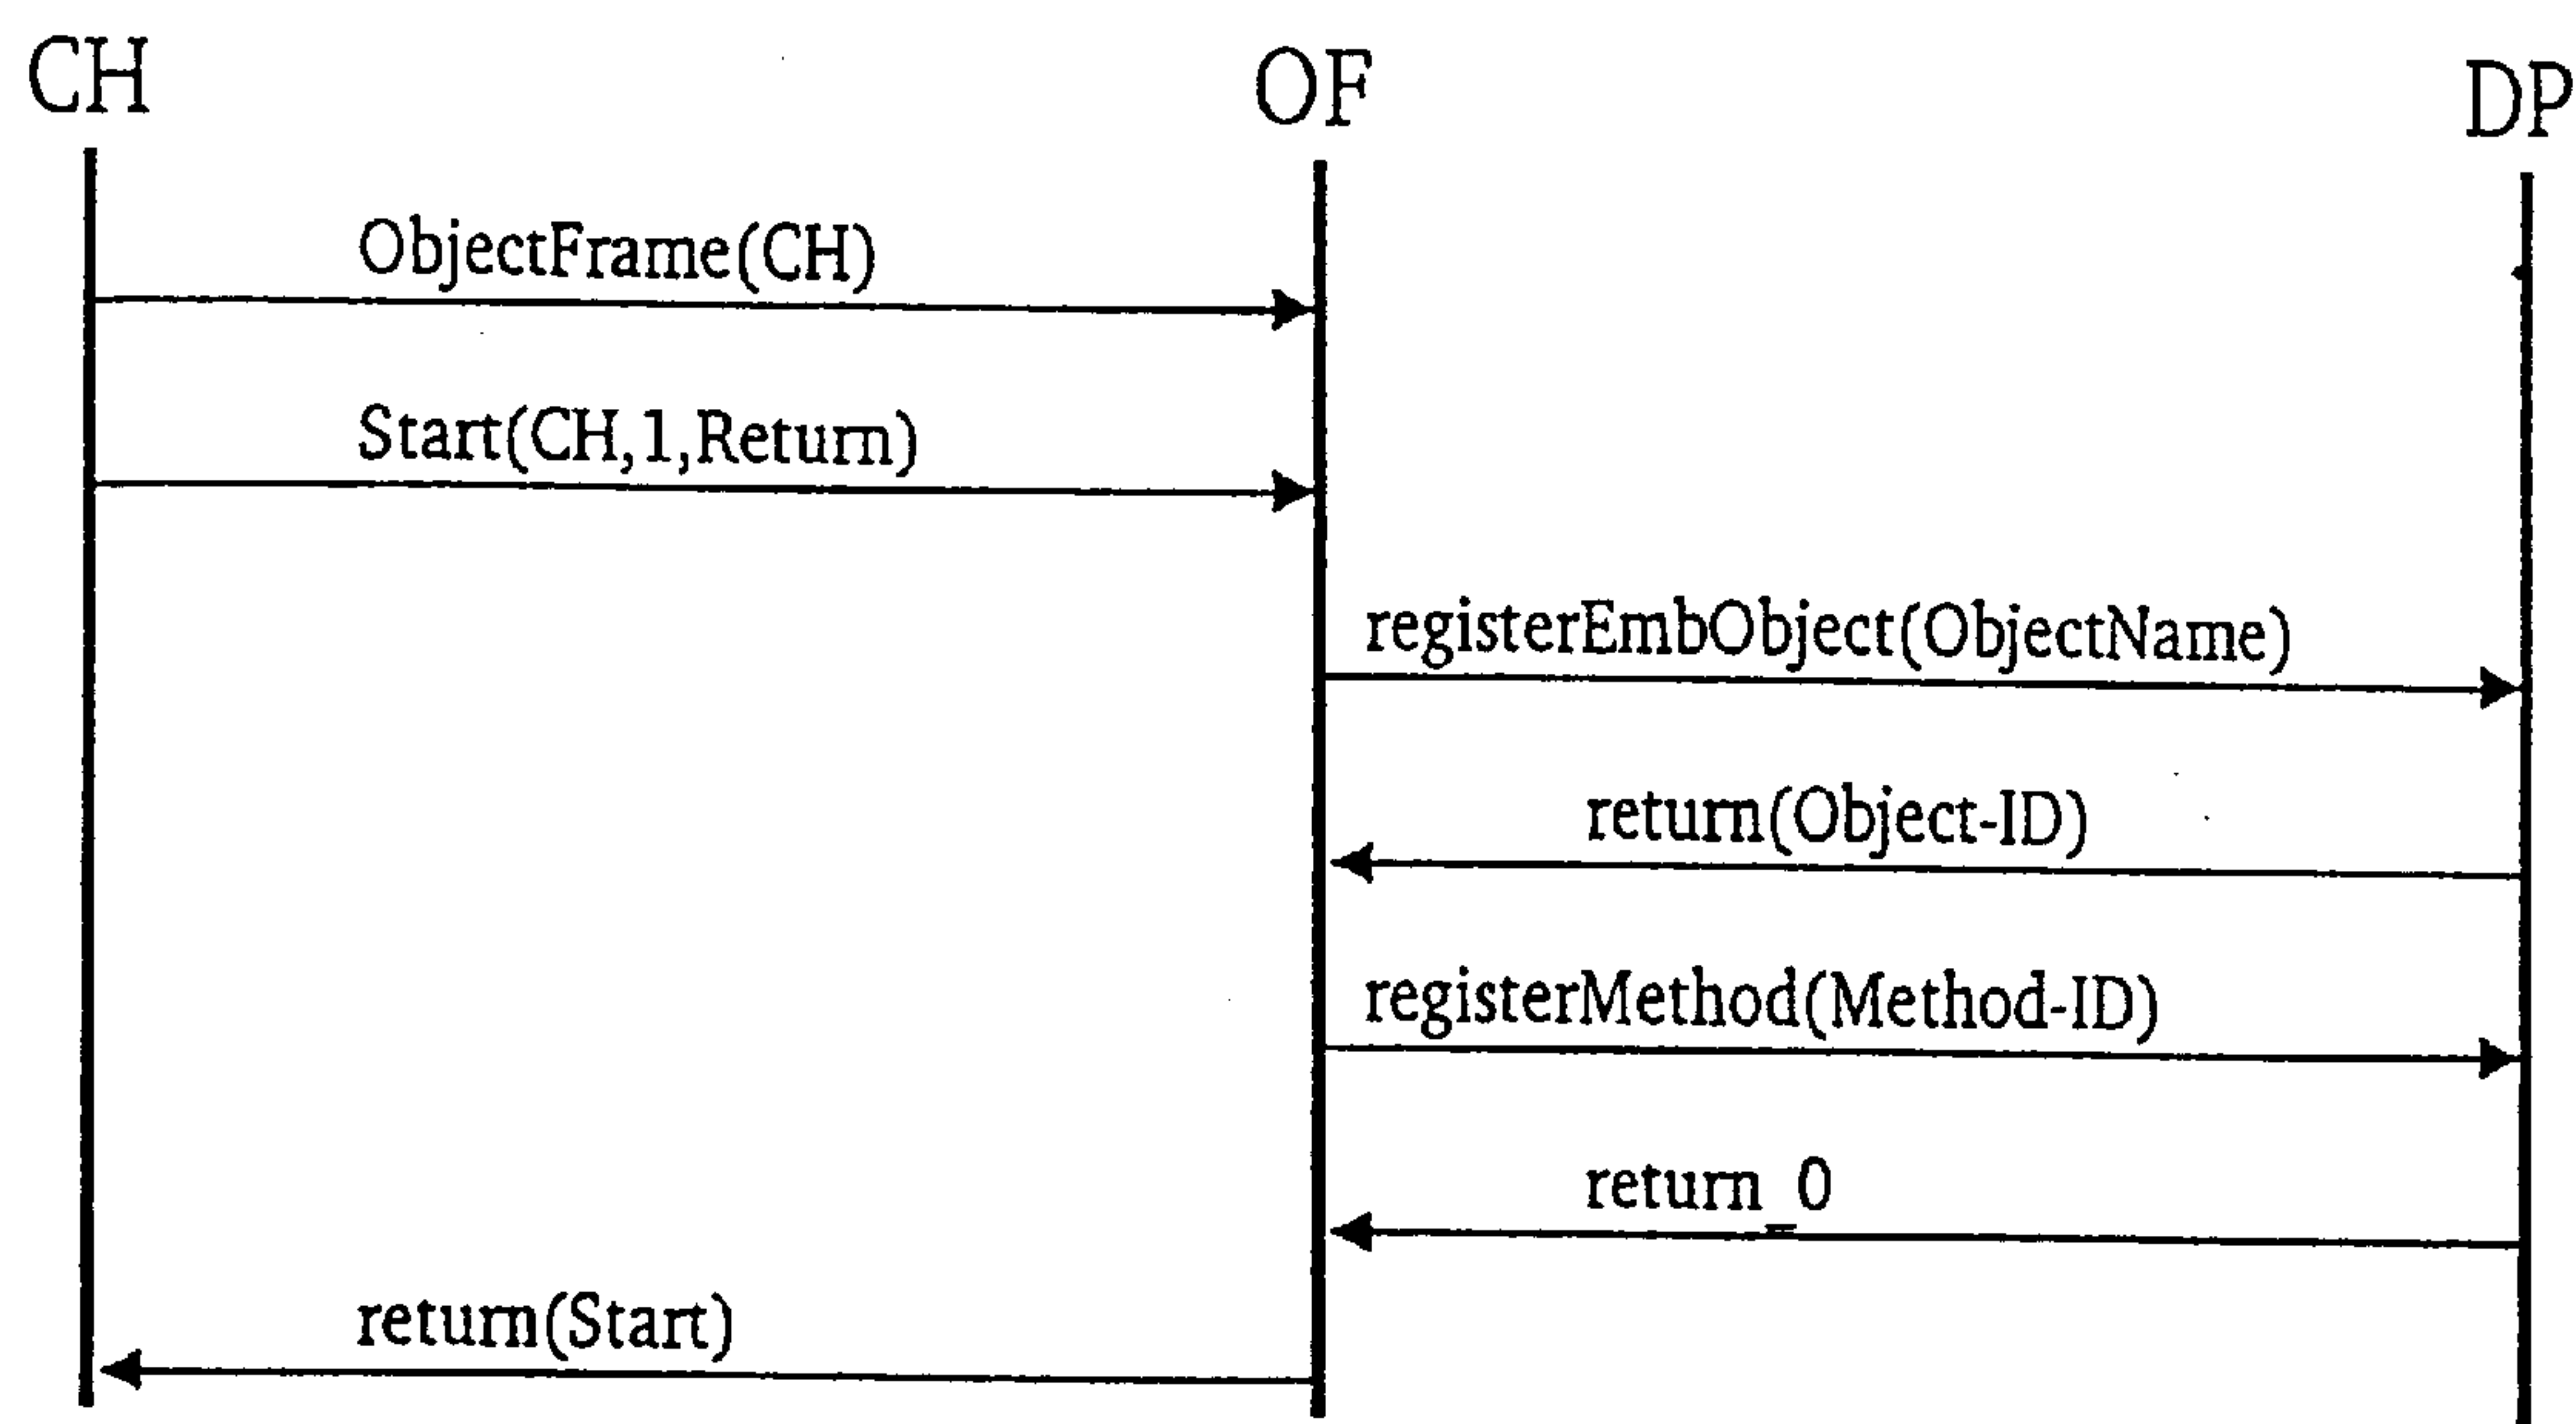 CH
OF
DP
ObjectFrame(CH)
Start(CH,1,Return)
registerEmbObject(ObjectName)
return(Object-ID)
registerMethod(Method-ID)
return_0
return(Start)